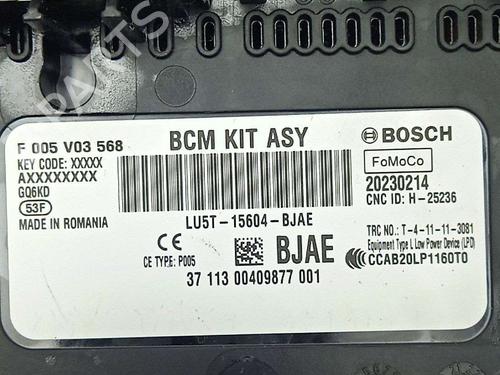 PARTS
F 005 V03 568
BCM KIT ASY
BOSCH
KEY CODE: XXXXX
AXXXXXXXX
GQ6KD
53F
MADE IN ROMANIA
FoMoCo
20230214
CNC ID: H-25236
LU5T-15604-BJAE
CE
CE TYPE: P005
BJAE
TRC NO.: T-4-11-11-3081
Equipment Type I, Low Power Device (LPD)
CCAB20LP1160T0
37 113 00409877 001